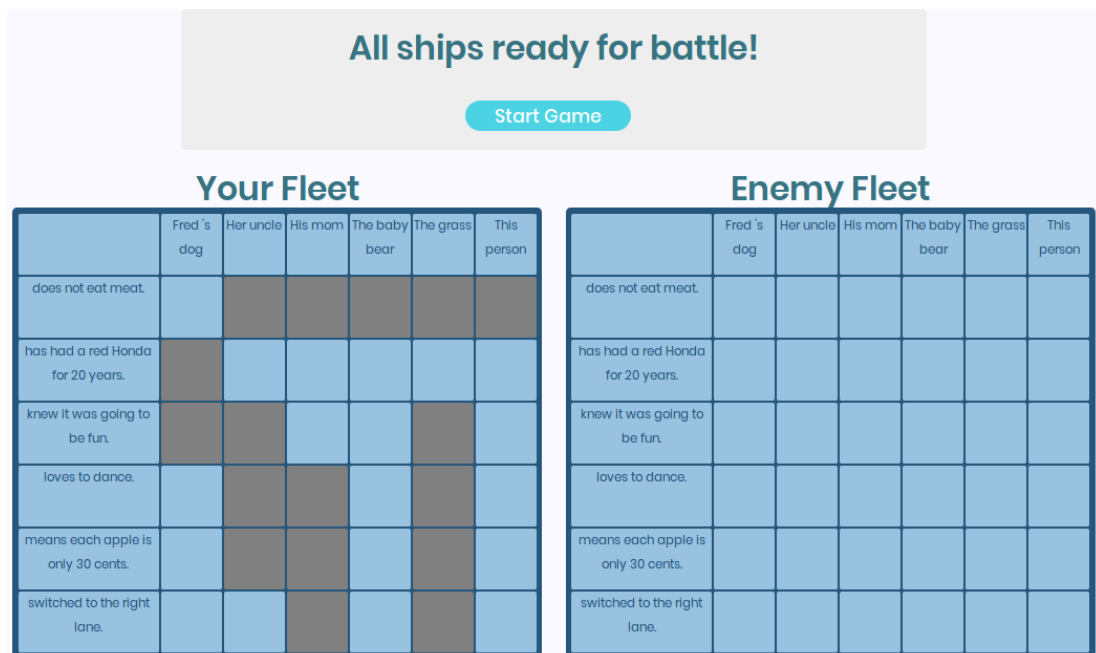 All ships ready for battle!
Start Game
Your Fleet
Fred 's
dog
Her uncle
His mom
The baby
bear
The grass
This
person
does not eat meat.
has had a red Honda
for 20 years.
knew it was going to
be fun.
loves to dance.
means each apple is
only 30 cents.
switched to the right
lane.
Enemy Fleet
Fred 's
dog
Her uncle
His mom
The baby
bear
The grass
This
person
does not eat meat.
has had a red Honda
for 20 years.
knew it was going to
be fun.
loves to dance.
means each apple is
only 30 cents.
switched to the right
lane.